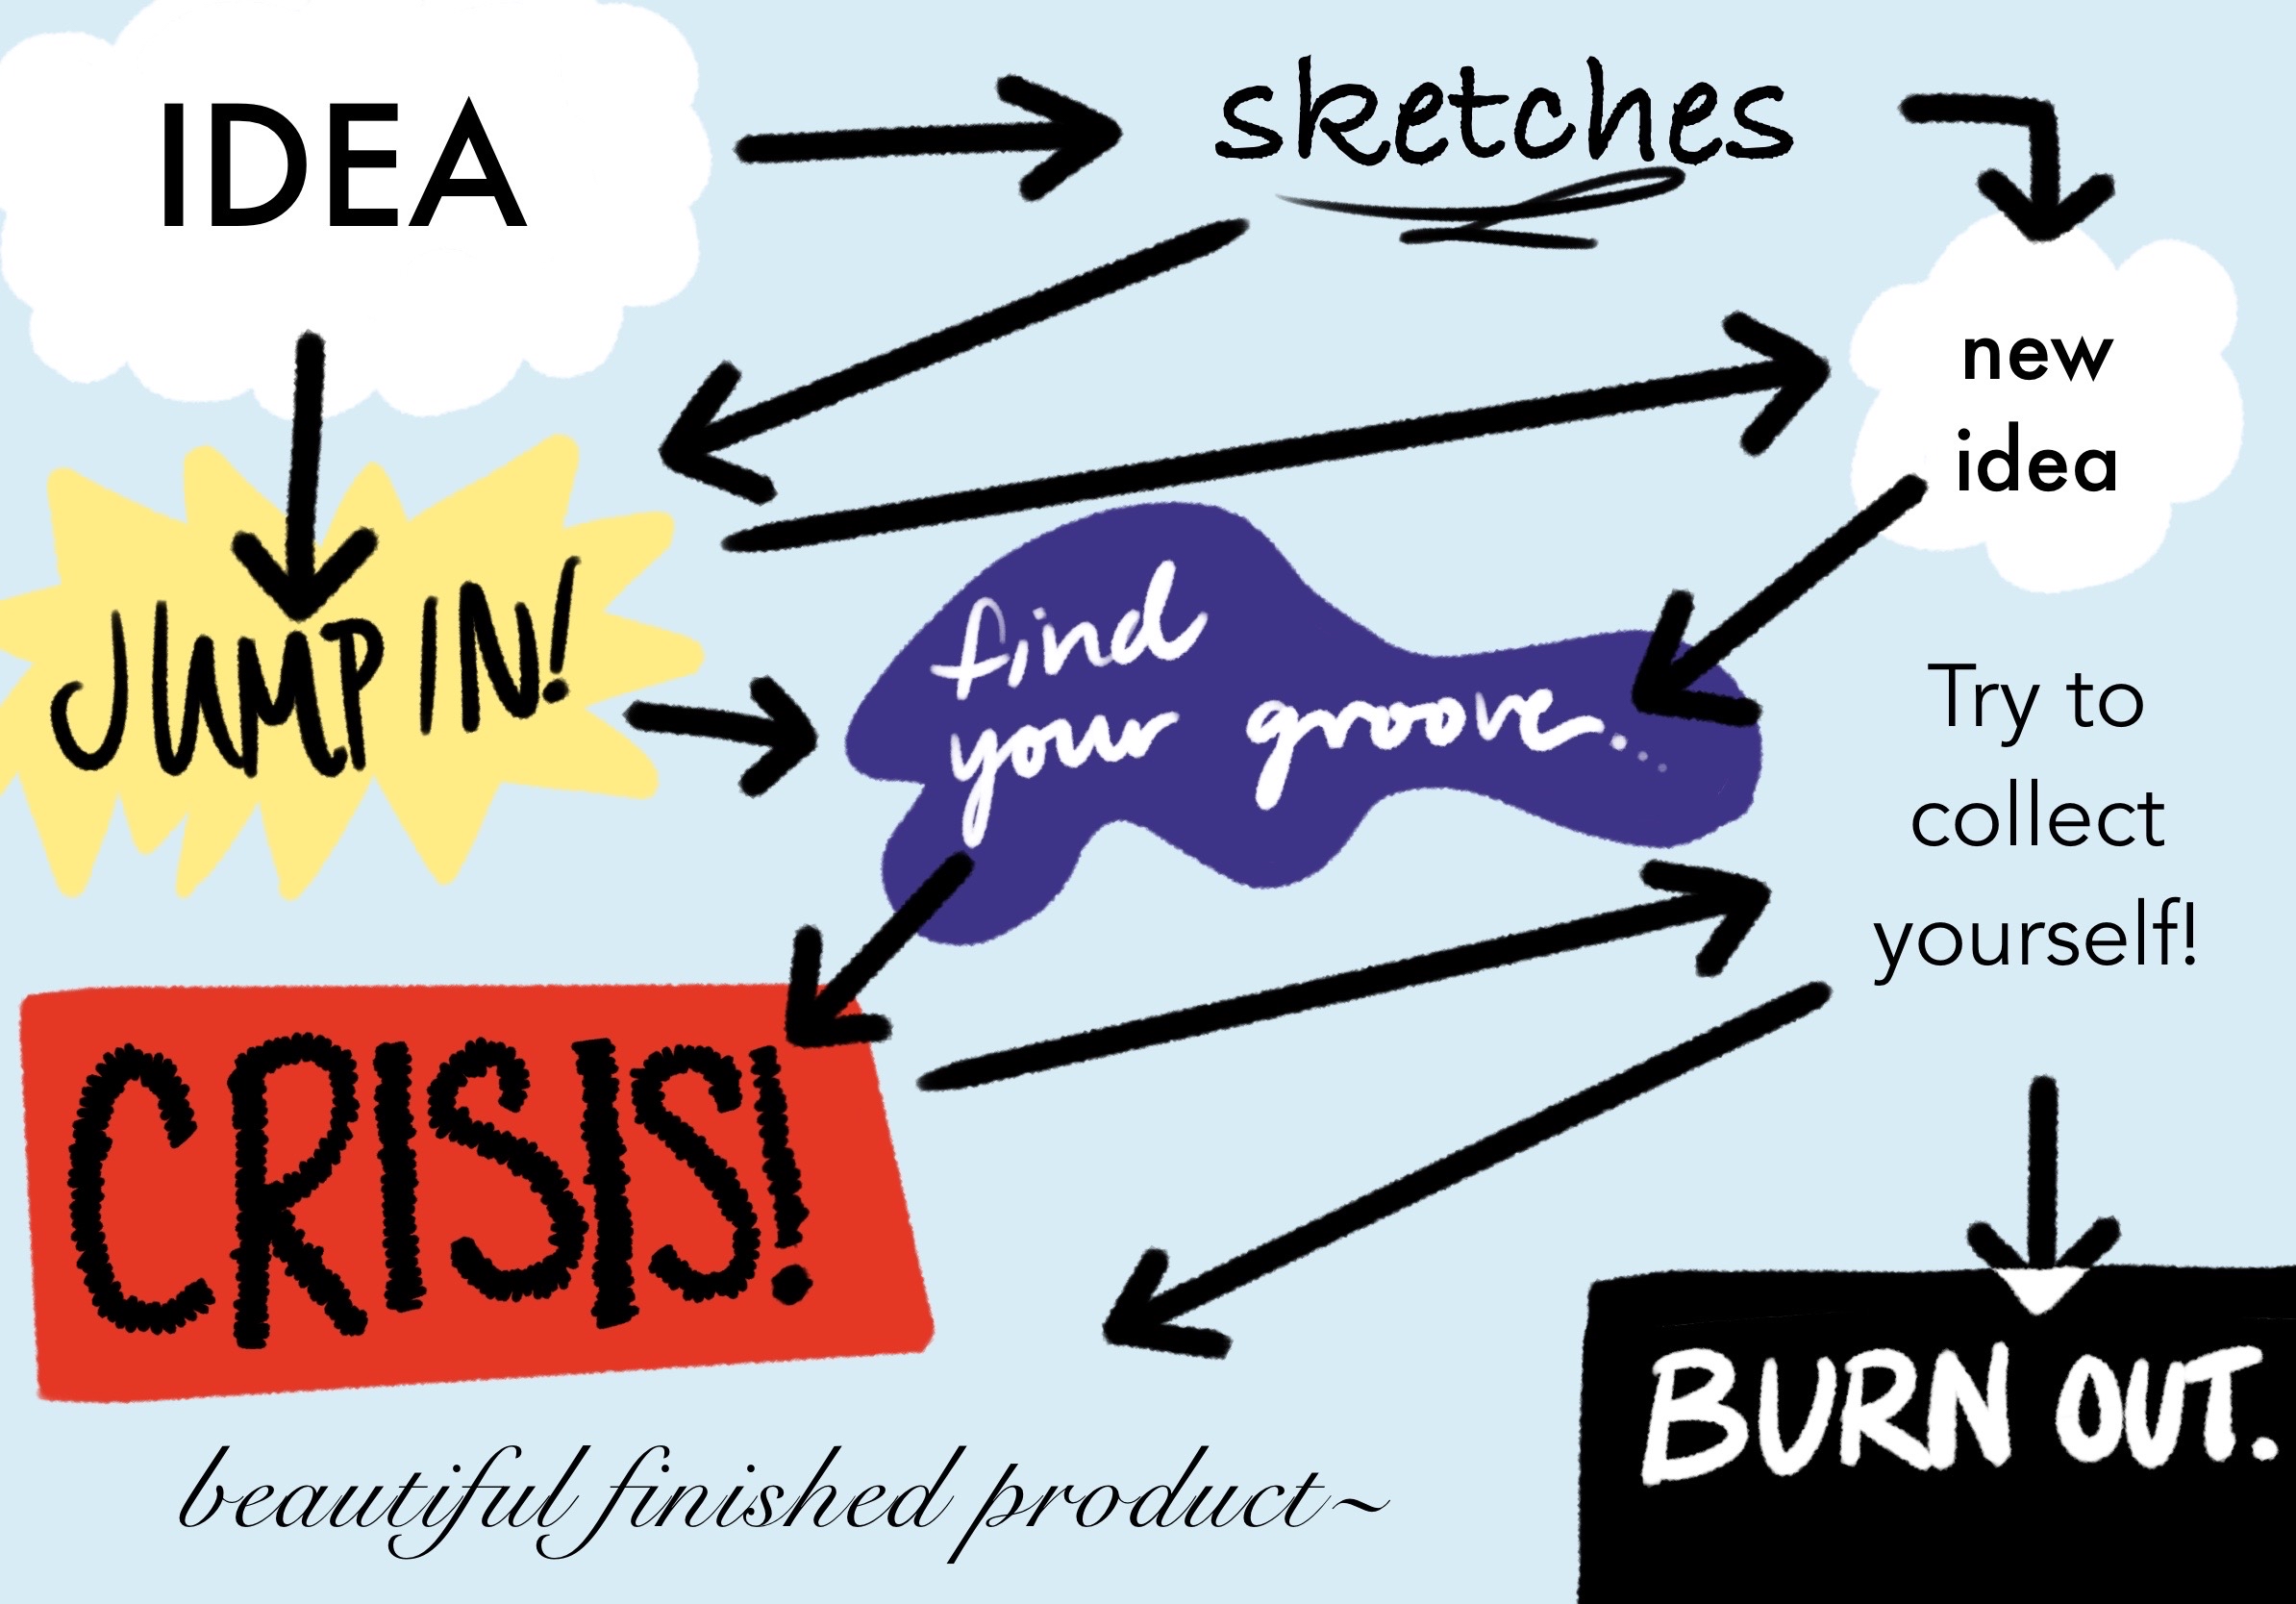 IDEA
sketches
new
idea
JUMP IN!
find
your groove...
Try to
collect
yourself!
CRISIS!
BURN OUT.
beautiful finished product~